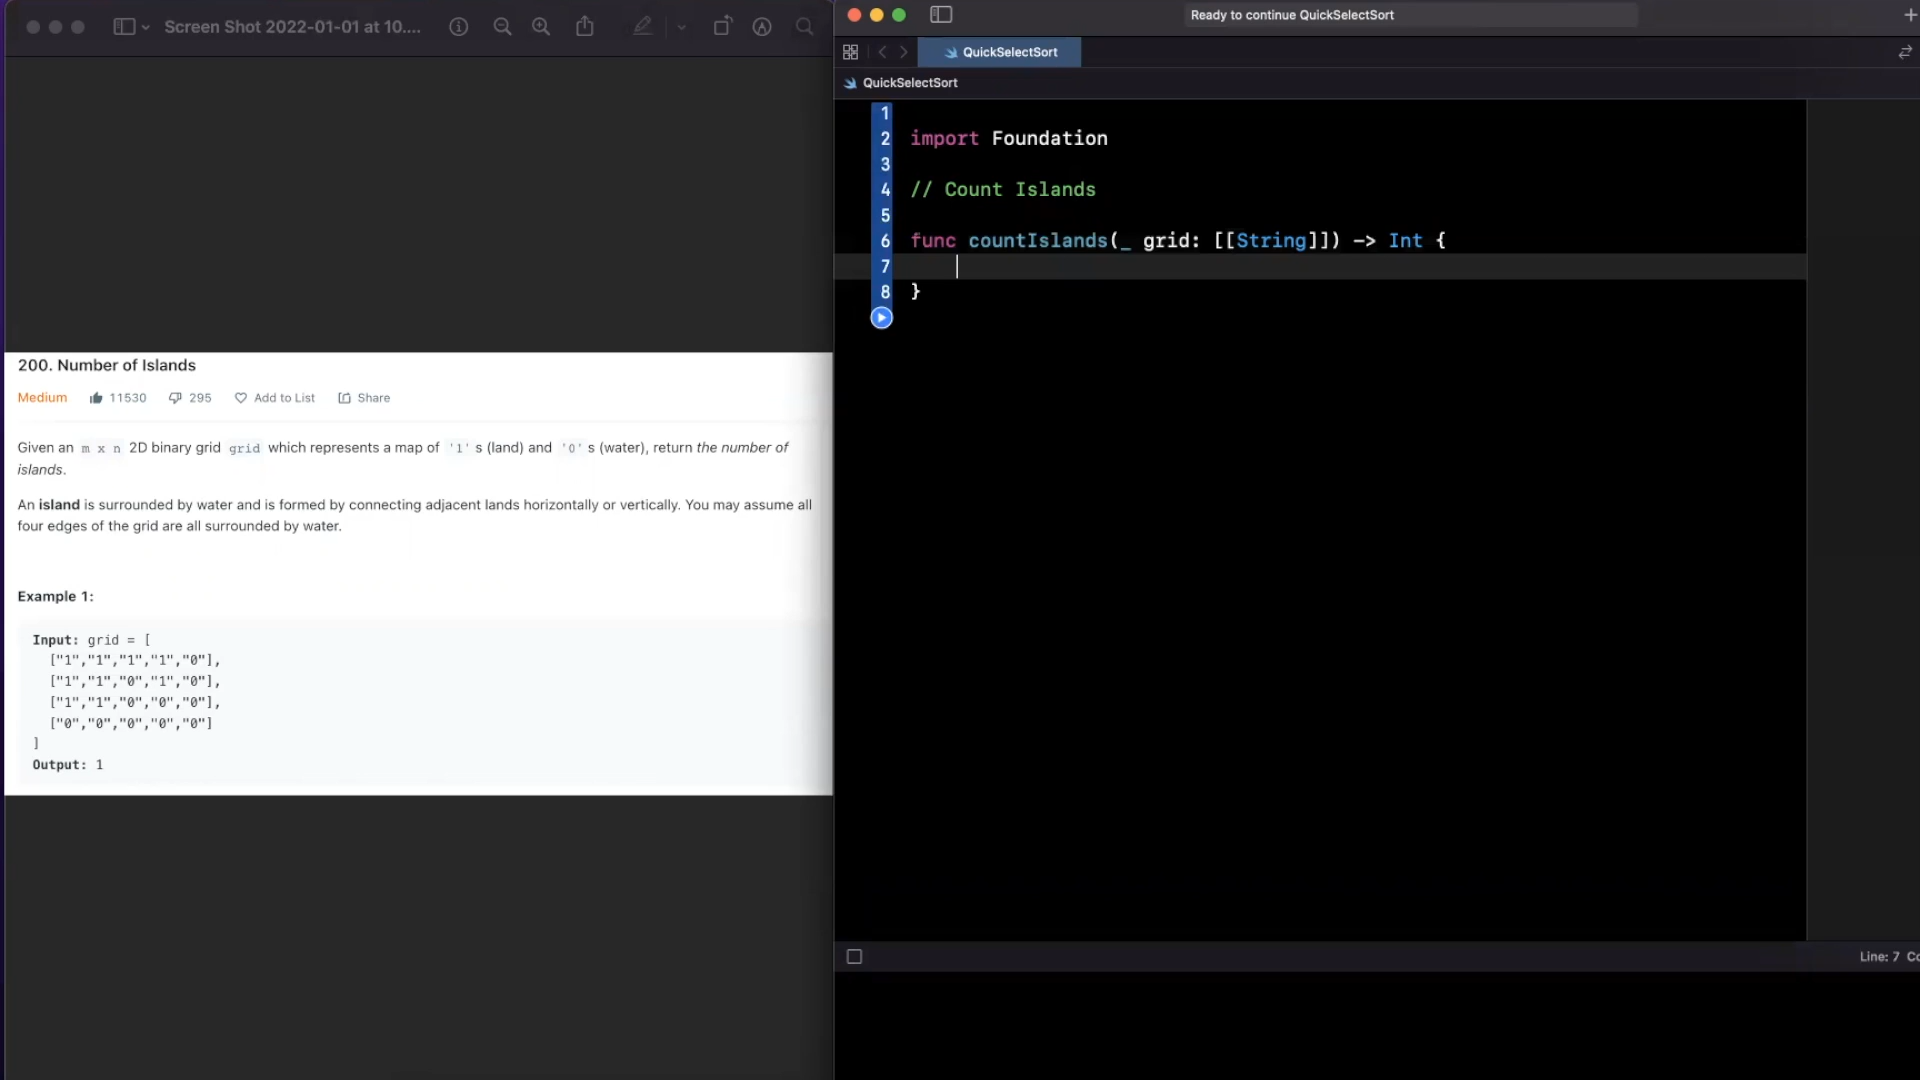 Screen Shot 2022-01-01 at 10....
200. Number of Islands
Medium 11530 295 Add to List Share
Given an m x n 2D binary grid grid which represents a map of '1' s (land) and '0' s (water), return the number of
islands.
An island is surrounded by water and is formed by connecting adjacent lands horizontally or vertically. You may assume all
four edges of the grid are all surrounded by water.
Example 1:
Input: grid = [
["1","1","1","1","0"],
["1","1","0","1","0"],
["1","1","0","0","0"],
["0","0","0","0","0"]
]
Output: 1
Ready to continue QuickSelectSort
QuickSelectSort
QuickSelectSort
1
2 import Foundation
3
4 // Count Islands
5
6 func countIslands(_ grid: [[String]]) -> Int {
7
8 }
Line: 7 Co